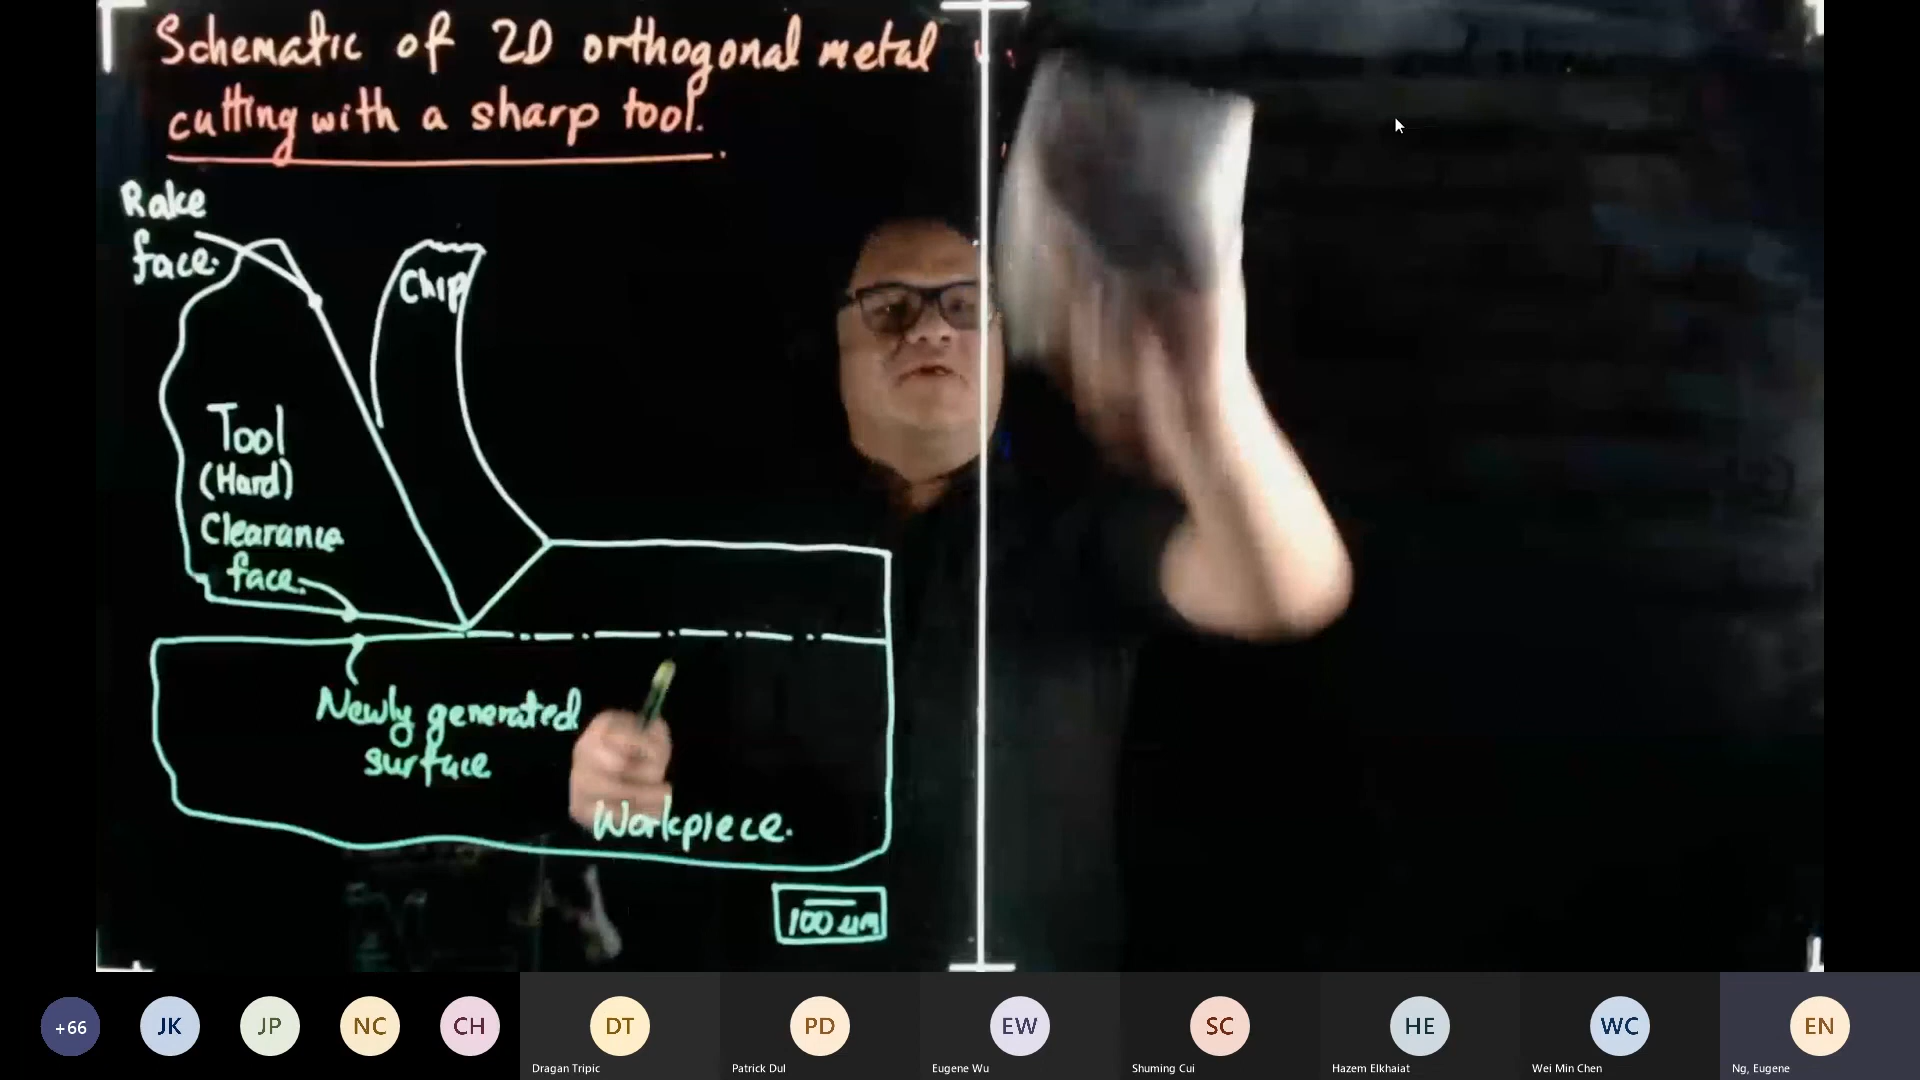 Schematic of 2D orthogonal metal
cutting with a sharp tool.
Rake
face.
Chip
Tool
(Hard)
Clearance
face.
Newly generated
surface
Workpiece.
100 µm
+66
JK
JP
NC
CH
DT
PD
EW
SC
HE
WC
EN
Dragan Tripic
Patrick Dul
Eugene Wu
Shuming Cui
Hazem Elkhaiat
Wei Min Chen
Ng, Eugene